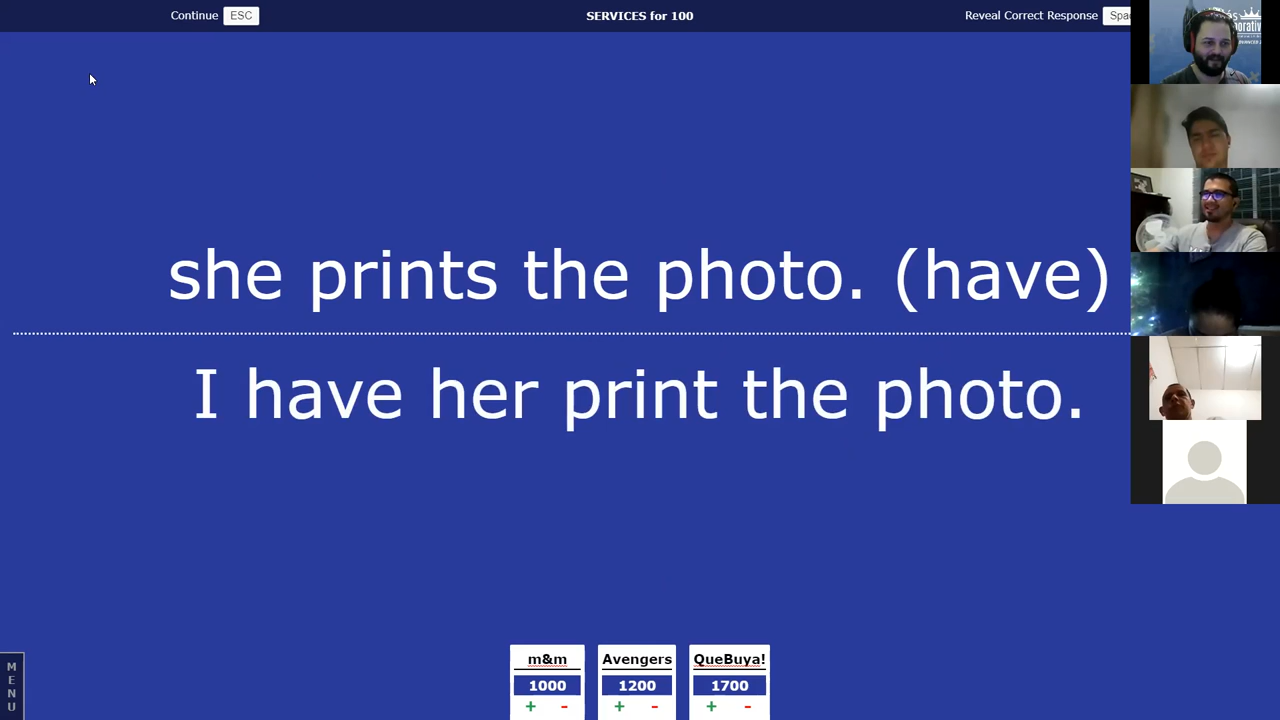 Continue ESC
SERVICES for 100
Reveal Correct Response
she prints the photo. (have)
I have her print the photo.
MENU
m&m
1000
+ -
Avengers
1200
+ -
QueBuya!
1700
+ -